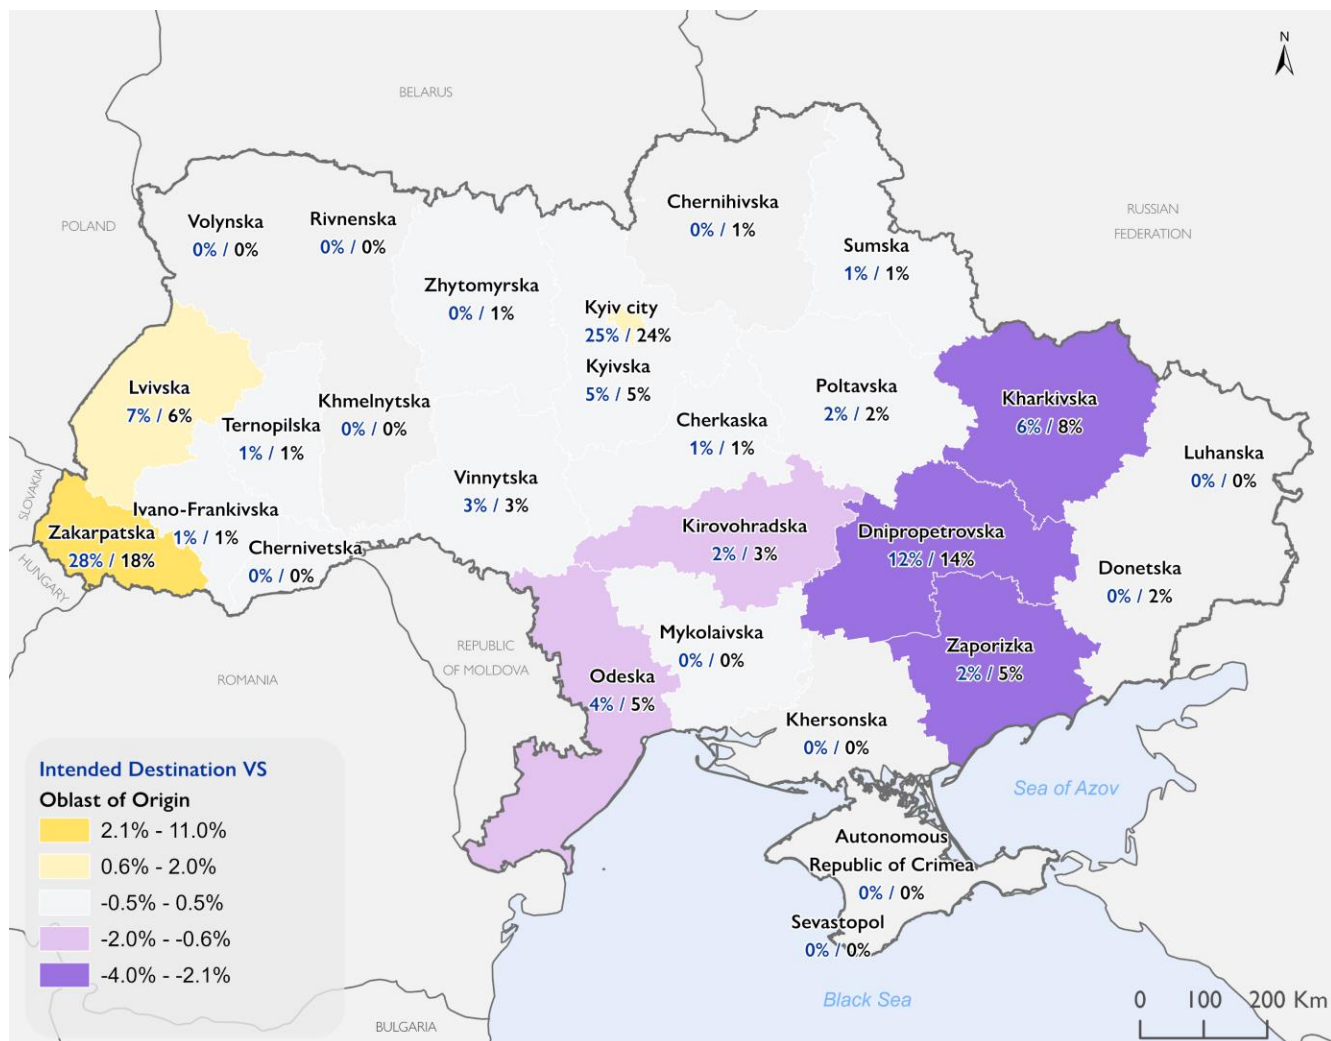 N
BELARUS
POLAND
RUSSIAN
FEDERATION
Volynska
0% / 0%
Rivnenska
0% / 0%
Chernihivska
0% / 1%
Sumska
1% / 1%
Zhytomyrska
0% / 1%
Kyiv city
25% / 24%
Kyivska
5% / 5%
Lvivska
7% / 6%
Ternopilska
1% / 1%
Khmelnytska
0% / 0%
Cherkaska
1% / 1%
Poltavska
2% / 2%
Kharkivska
6% / 8%
Luhanska
0% / 0%
SLOVAKIA
HUNGARY
Zakarpatska
28% / 18%
Ivano-Frankivska
1% / 1%
Chernivetska
0% / 0%
Vinnytska
3% / 3%
Kirovohradska
2% / 3%
Dnipropetrovska
12% / 14%
Donetska
0% / 2%
Zaporizka
2% / 5%
Mykolaivska
0% / 0%
REPUBLIC
OF MOLDOVA
ROMANIA
Odeska
4% / 5%
Khersonska
0% / 0%
Sea of Azov
Autonomous
Republic of Crimea
0% / 0%
Sevastopol
0% / 0%
Black Sea
BULGARIA
Intended Destination VS
Oblast of Origin
2.1% - 11.0%
0.6% - 2.0%
-0.5% - 0.5%
-2.0% - -0.6%
-4.0% - -2.1%
0 100 200 Km